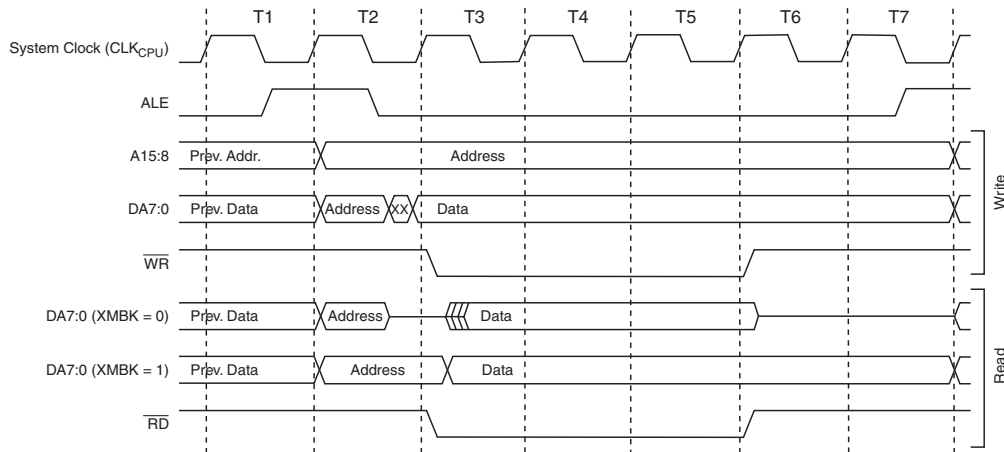 T1 T2 T3 T4 T5 T6 T7
System Clock (CLKCPU)
ALE
A15:8 Prev. Addr. Address
DA7:0 Prev. Data Address XX Data
WR
Write
DA7:0 (XMBK = 0) Prev. Data Address Data
DA7:0 (XMBK = 1) Prev. Data Address Data
RD
Read